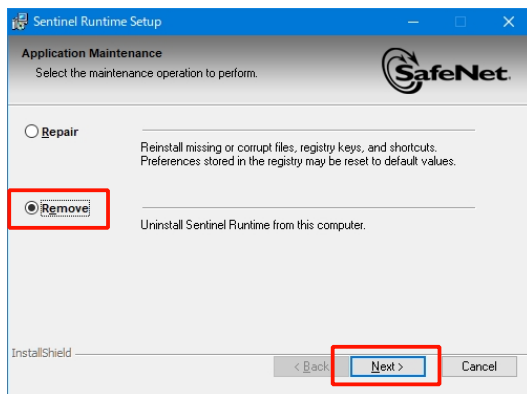 Sentinel Runtime Setup
Application Maintenance
Select the maintenance operation to perform.
SafeNet.
Repair
Reinstall missing or corrupt files, registry keys, and shortcuts.
Preferences stored in the registry may be reset to default values.
Remove
Uninstall Sentinel Runtime from this computer.
InstallShield
< Back
Next >
Cancel